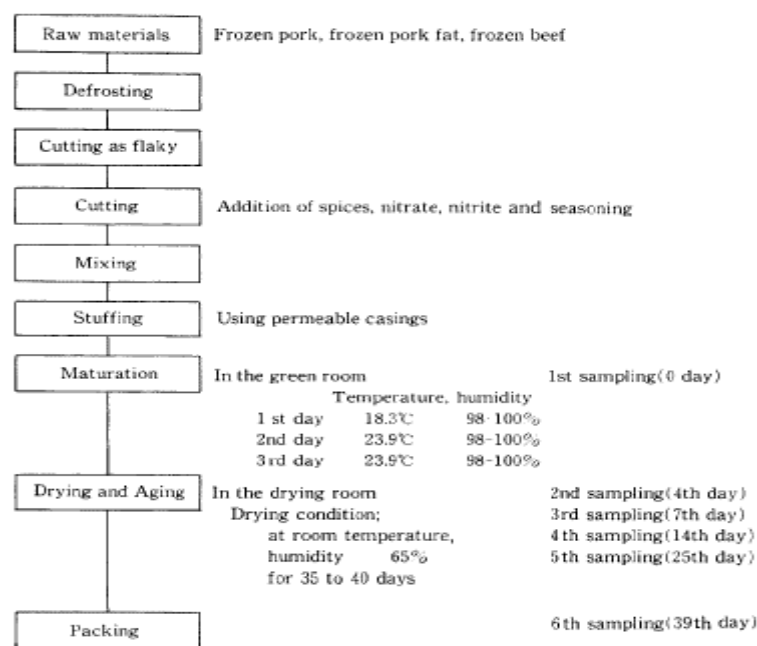 Raw materials Frozen pork, frozen pork fat, frozen beef
Defrosting
Cutting as flaky
Cutting Addition of spices, nitrate, nitrite and seasoning
Mixing
Stuffing Using permeable casings
Maturation In the green room 1st sampling(0 day)
Temperature, humidity
1 st day 18.3℃ 98-100%
2nd day 23.9℃ 98-100%
3rd day 23.9℃ 98-100%
Drying and Aging In the drying room 2nd sampling(4th day)
Drying condition; 3rd sampling(7th day)
at room temperature, 4th sampling(14th day)
humidity 65% 5th sampling(25th day)
for 35 to 40 days
Packing 6th sampling(39th day)